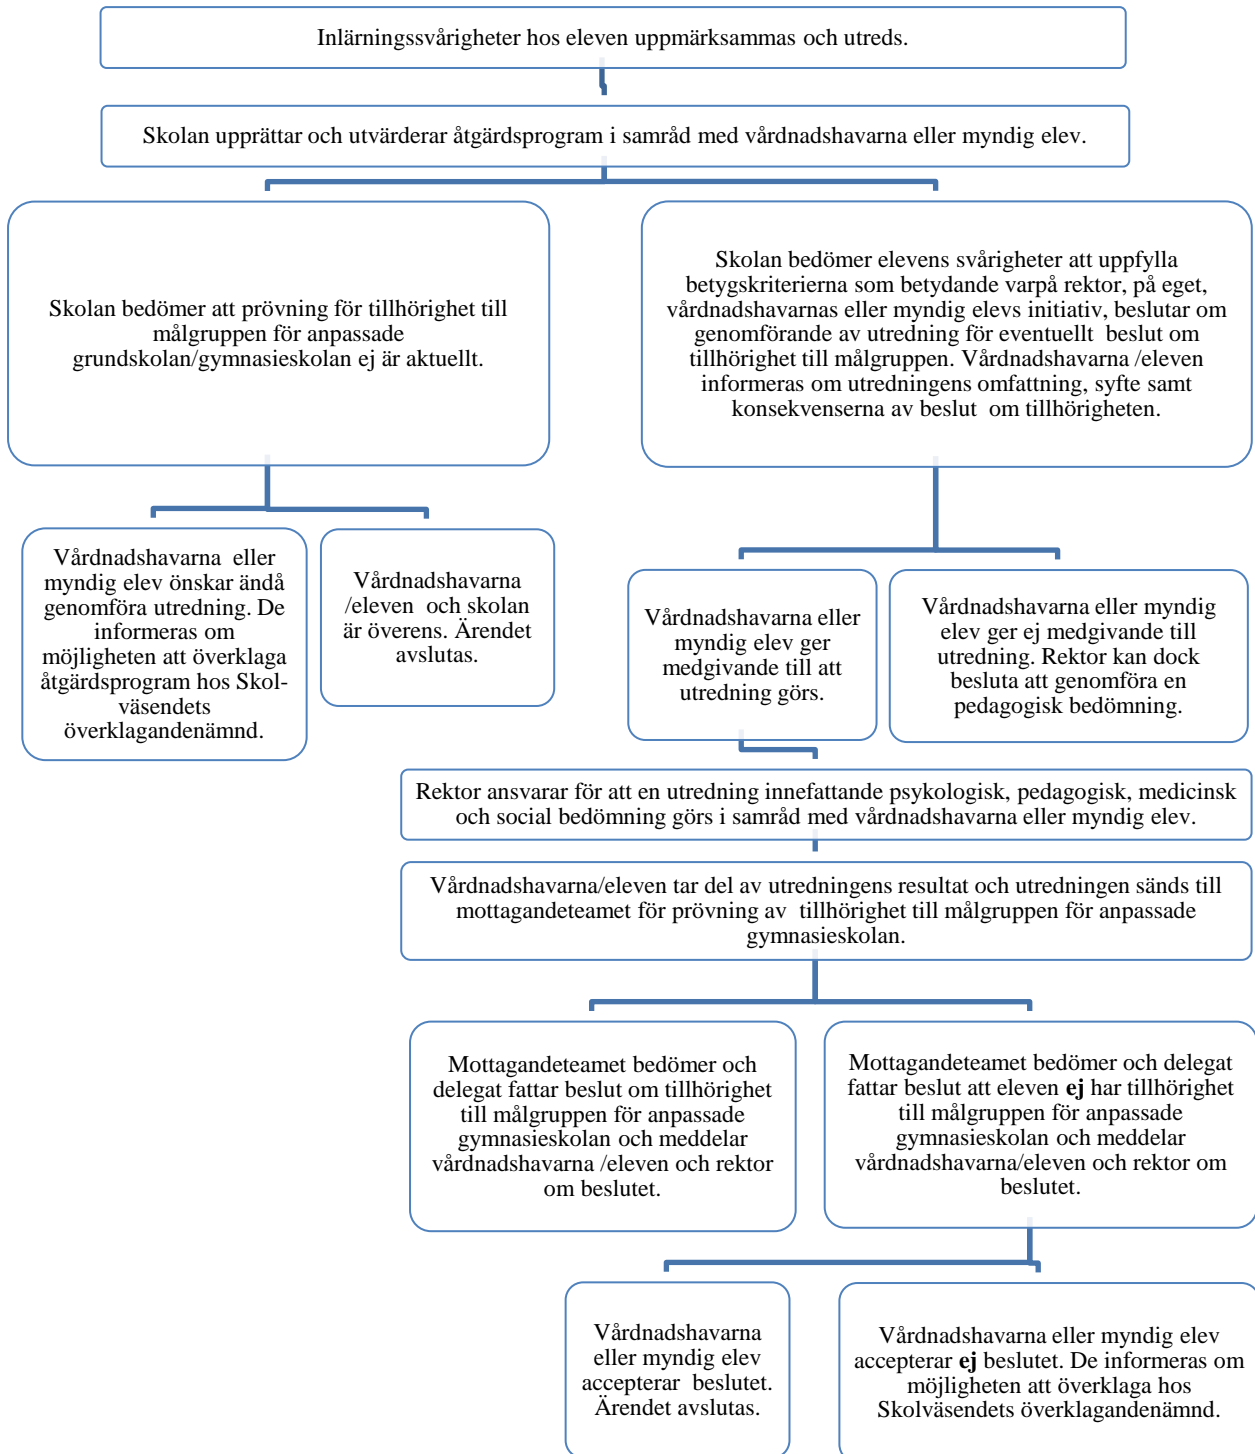 Inlärningssvårigheter hos eleven uppmärksammas och utreds.
Skolan upprättar och utvärderar åtgärdsprogram i samråd med vårdnadshavarna eller myndig elev.
Skolan bedömer att prövning för tillhörighet till
målgruppen för anpassade
grundskolan/gymnasieskolan ej är aktuellt.
Skolan bedömer elevens svårigheter att uppfylla
betygskriterierna som betydande varpå rektor, på eget,
vårdnadshavarnas eller myndig elevs initiativ, beslutar om
genomförande av utredning för eventuellt beslut om
tillhörighet till målgruppen. Vårdnadshavarna /eleven
informeras om utredningens omfattning, syfte samt
konsekvenserna av beslut om tillhörigheten.
Vårdnadshavarna eller
myndig elev önskar ändå
genomföra utredning. De
informeras om
möjligheten att överklaga
åtgärdsprogram hos Skol-
väsendets
överklagandenämnd.
Vårdnadshavarna
/eleven och skolan
är överens. Ärendet
avslutas.
Vårdnadshavarna eller
myndig elev ger
medgivande till att
utredning görs.
Vårdnadshavarna eller myndig
elev ger ej medgivande till
utredning. Rektor kan dock
besluta att genomföra en
pedagogisk bedömning.
Rektor ansvarar för att en utredning innefattande psykologisk, pedagogisk, medicinsk
och social bedömning görs i samråd med vårdnadshavarna eller myndig elev.
Vårdnadshavarna/eleven tar del av utredningens resultat och utredningen sänds till
mottagandeteamet för prövning av tillhörighet till målgruppen för anpassade
gymnasieskolan.
Mottagandeteamet bedömer och
delegat fattar beslut om tillhörighet
till målgruppen för anpassade
gymnasieskolan och meddelar
vårdnadshavarna /eleven och rektor
om beslutet.
Mottagandeteamet bedömer och delegat
fattar beslut att eleven ej har tillhörighet
till målgruppen för anpassade
gymnasieskolan och meddelar
vårdnadshavarna/eleven och rektor om
beslutet.
Vårdnadshavarna
eller myndig elev
accepterar beslutet.
Ärendet avslutas.
Vårdnadshavarna eller myndig elev
accepterar ej beslutet. De informeras om
möjligheten att överklaga hos
Skolväsendets överklagandenämnd.